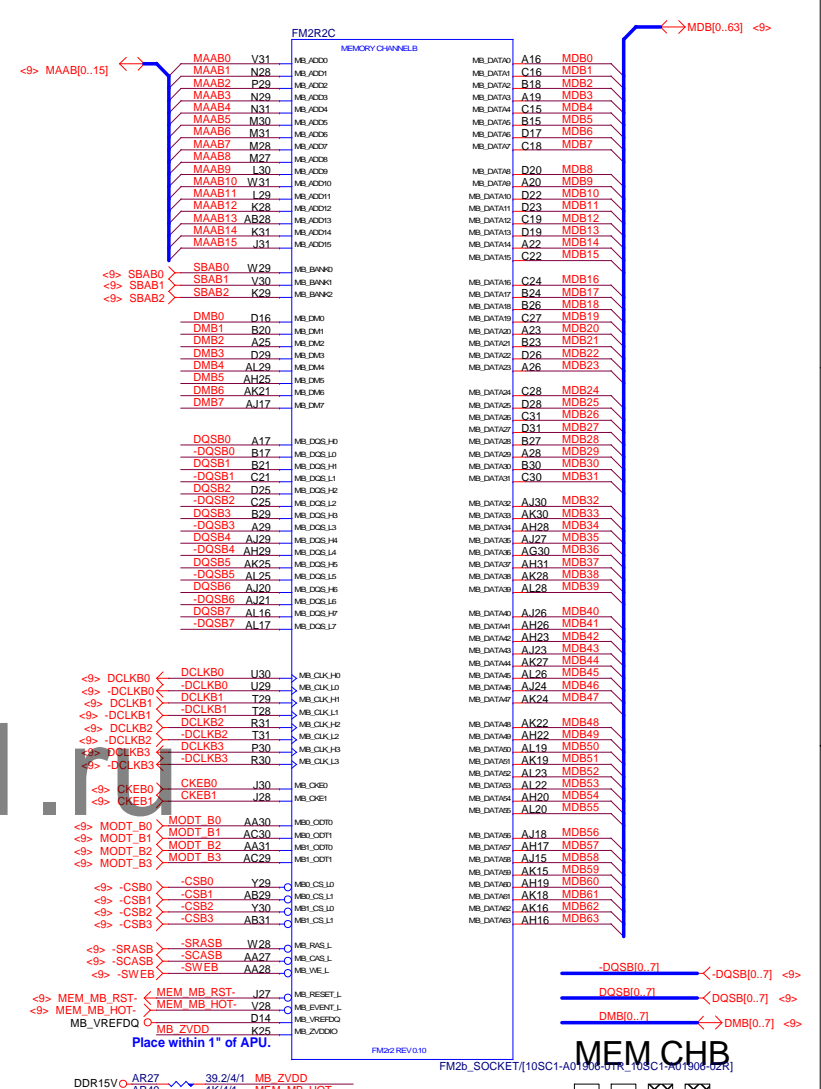 FM2R2C
MEMORY CHANNEL B
MDB[0..63] <9>
<9> MAAB[0..15]
MAAB0 V31 MB_ADD0 MB_DATA0 A16 MDB0
MAAB1 N28 MB_ADD1 MB_DATA1 C16 MDB1
MAAB2 P29 MB_ADD2 MB_DATA2 B18 MDB2
MAAB3 N29 MB_ADD3 MB_DATA3 A19 MDB3
MAAB4 N31 MB_ADD4 MB_DATA4 C15 MDB4
MAAB5 M30 MB_ADD5 MB_DATA5 B15 MDB5
MAAB6 M31 MB_ADD6 MB_DATA6 D17 MDB6
MAAB7 M28 MB_ADD7 MB_DATA7 C18 MDB7
MAAB8 M27 MB_ADD8
MAAB9 L30 MB_ADD9 MB_DATA8 D20 MDB8
MAAB10 W31 MB_ADD10 MB_DATA9 A20 MDB9
MAAB11 L29 MB_ADD11 MB_DATA10 D22 MDB10
MAAB12 K28 MB_ADD12 MB_DATA11 D23 MDB11
MAAB13 AB28 MB_ADD13 MB_DATA12 C19 MDB12
MAAB14 K31 MB_ADD14 MB_DATA13 D19 MDB13
MAAB15 J31 MB_ADD15 MB_DATA14 A22 MDB14
MB_DATA15 C22 MDB15
<9> SBAB0 SBAB0 W29 MB_BANK0
<9> SBAB1 SBAB1 V30 MB_BANK1 MB_DATA16 C24 MDB16
<9> SBAB2 SBAB2 K29 MB_BANK2 MB_DATA17 B24 MDB17
MB_DATA18 B26 MDB18
DMB0 D16 MB_DM0 MB_DATA19 C27 MDB19
DMB1 B20 MB_DM1 MB_DATA20 A23 MDB20
DMB2 A25 MB_DM2 MB_DATA21 B23 MDB21
DMB3 D29 MB_DM3 MB_DATA22 D26 MDB22
DMB4 AL29 MB_DM4 MB_DATA23 A26 MDB23
DMB5 AH25 MB_DM5
DMB6 AK21 MB_DM6 MB_DATA24 C28 MDB24
DMB7 AJ17 MB_DM7 MB_DATA25 D28 MDB25
MB_DATA26 C31 MDB26
MB_DATA27 D31 MDB27
DQSB0 A17 MB_DQS_H0 MB_DATA28 B27 MDB28
-DQSB0 B17 MB_DQS_L0 MB_DATA29 A28 MDB29
DQSB1 B21 MB_DQS_H1 MB_DATA30 B30 MDB30
-DQSB1 C21 MB_DQS_L1 MB_DATA31 C30 MDB31
DQSB2 D25 MB_DQS_H2
-DQSB2 C25 MB_DQS_L2 MB_DATA32 AJ30 MDB32
DQSB3 B29 MB_DQS_H3 MB_DATA33 AK30 MDB33
-DQSB3 A29 MB_DQS_L3 MB_DATA34 AH28 MDB34
DQSB4 AJ29 MB_DQS_H4 MB_DATA35 AJ27 MDB35
-DQSB4 AH29 MB_DQS_L4 MB_DATA36 AG30 MDB36
DQSB5 AK25 MB_DQS_H5 MB_DATA37 AH31 MDB37
-DQSB5 AL25 MB_DQS_L5 MB_DATA38 AK28 MDB38
DQSB6 AJ20 MB_DQS_H6 MB_DATA39 AL28 MDB39
-DQSB6 AJ21 MB_DQS_L6
DQSB7 AL16 MB_DQS_H7 MB_DATA40 AJ26 MDB40
-DQSB7 AL17 MB_DQS_L7 MB_DATA41 AH26 MDB41
MB_DATA42 AH23 MDB42
MB_DATA43 AJ23 MDB43
MB_DATA44 AK27 MDB44
<9> DCLKB0 DCLKB0 U30 MB_CLK_H0 MB_DATA45 AL26 MDB45
<9> -DCLKB0 -DCLKB0 U29 MB_CLK_L0 MB_DATA46 AJ24 MDB46
<9> DCLKB1 DCLKB1 T29 MB_CLK_H1 MB_DATA47 AK24 MDB47
<9> -DCLKB1 -DCLKB1 T28 MB_CLK_L1
<9> DCLKB2 DCLKB2 R31 MB_CLK_H2 MB_DATA48 AK22 MDB48
<9> -DCLKB2 -DCLKB2 T31 MB_CLK_L2 MB_DATA49 AH22 MDB49
<9> DCLKB3 DCLKB3 P30 MB_CLK_H3 MB_DATA50 AL19 MDB50
<9> -DCLKB3 -DCLKB3 R30 MB_CLK_L3 MB_DATA51 AK19 MDB51
MB_DATA52 AL23 MDB52
<9> CKEB0 CKEB0 J30 MB_CKE0 MB_DATA53 AL22 MDB53
<9> CKEB1 CKEB1 J28 MB_CKE1 MB_DATA54 AH20 MDB54
MB_DATA55 AL20 MDB55
<9> MODT_B0 MODT_B0 AA30 MB0_ODT0
<9> MODT_B1 MODT_B1 AC30 MB0_ODT1 MB_DATA56 AJ18 MDB56
<9> MODT_B2 MODT_B2 AA31 MB1_ODT0 MB_DATA57 AH17 MDB57
<9> MODT_B3 MODT_B3 AC29 MB1_ODT1 MB_DATA58 AJ15 MDB58
MB_DATA59 AK15 MDB59
<9> -CSB0 -CSB0 Y29 MB0_CS_L0 MB_DATA60 AH19 MDB60
<9> -CSB1 -CSB1 AB29 MB0_CS_L1 MB_DATA61 AK18 MDB61
<9> -CSB2 -CSB2 Y30 MB1_CS_L0 MB_DATA62 AK16 MDB62
<9> -CSB3 -CSB3 AB31 MB1_CS_L1 MB_DATA63 AH16 MDB63
<9> -SRASB -SRASB W28 MB_RAS_L
<9> -SCASB -SCASB AA27 MB_CAS_L
<9> -SWEB -SWEB AA28 MB_WE_L
-DQSB[0..7] -DQSB[0..7] <9>
<9> MEM_MB_RST- MEM_MB_RST- J27 MB_RESET_L
DQSB[0..7] DQSB[0..7] <9>
<9> MEM_MB_HOT- MEM_MB_HOT- V28 MB_EVENT_L
MB_VREFDQ D14 MB_VREFDQ
DMB[0..7] DMB[0..7] <9>
MB_ZVDD K25 MB_ZVDDIO
Place within 1" of APU.
FM2r2 REV 0.10
MEM CHB
FM2b_SOCKET/[10SC1-A01906-01R_10SC1-A01906-02R]
DDR15V AR27 39.2/4/1 MB_ZVDD
1.ru